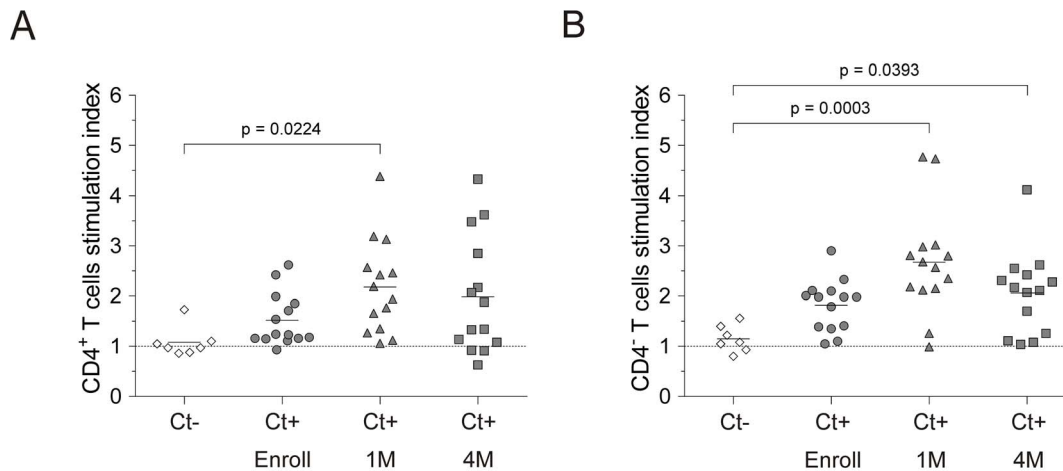 A
CD4+ T cells stimulation index
6
5
4
3
2
1
0
p = 0.0224
Ct- Ct+ Ct+ Ct+
Enroll 1M 4M
B
CD4- T cells stimulation index
6
5
4
3
2
1
0
p = 0.0393
p = 0.0003
Ct- Ct+ Ct+ Ct+
Enroll 1M 4M